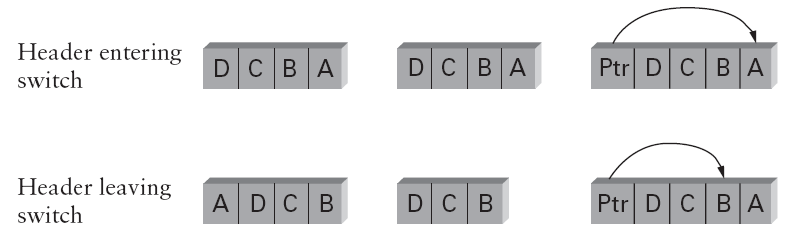 Header entering
switch
D C B A
D C B A
Ptr D C B A
Header leaving
switch
A D C B
D C B
Ptr D C B A